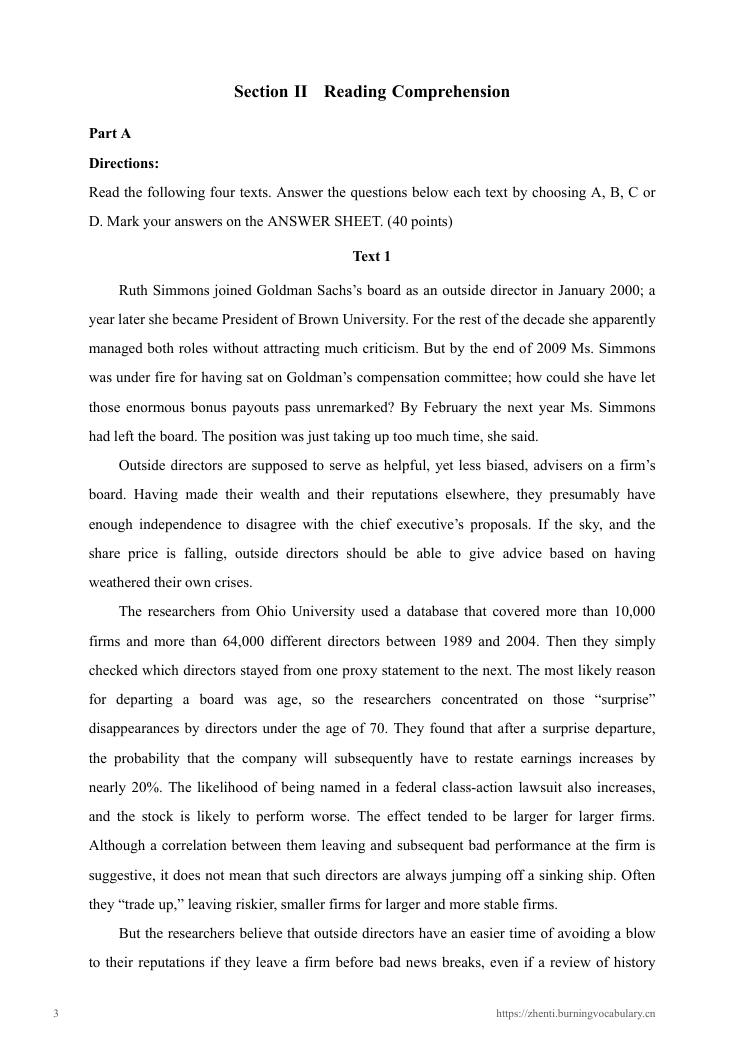 Section II Reading Comprehension
Part A
Directions:
Read the following four texts. Answer the questions below each text by choosing A, B, C or
D. Mark your answers on the ANSWER SHEET. (40 points)
Text 1
Ruth Simmons joined Goldman Sachs’s board as an outside director in January 2000; a
year later she became President of Brown University. For the rest of the decade she apparently
managed both roles without attracting much criticism. But by the end of 2009 Ms. Simmons
was under fire for having sat on Goldman’s compensation committee; how could she have let
those enormous bonus payouts pass unremarked? By February the next year Ms. Simmons
had left the board. The position was just taking up too much time, she said.
Outside directors are supposed to serve as helpful, yet less biased, advisers on a firm’s
board. Having made their wealth and their reputations elsewhere, they presumably have
enough independence to disagree with the chief executive’s proposals. If the sky, and the
share price is falling, outside directors should be able to give advice based on having
weathered their own crises.
The researchers from Ohio University used a database that covered more than 10,000
firms and more than 64,000 different directors between 1989 and 2004. Then they simply
checked which directors stayed from one proxy statement to the next. The most likely reason
for departing a board was age, so the researchers concentrated on those “surprise”
disappearances by directors under the age of 70. They found that after a surprise departure,
the probability that the company will subsequently have to restate earnings increases by
nearly 20%. The likelihood of being named in a federal class-action lawsuit also increases,
and the stock is likely to perform worse. The effect tended to be larger for larger firms.
Although a correlation between them leaving and subsequent bad performance at the firm is
suggestive, it does not mean that such directors are always jumping off a sinking ship. Often
they “trade up,” leaving riskier, smaller firms for larger and more stable firms.
But the researchers believe that outside directors have an easier time of avoiding a blow
to their reputations if they leave a firm before bad news breaks, even if a review of history
3
https://zhenti.burningvocabulary.cn